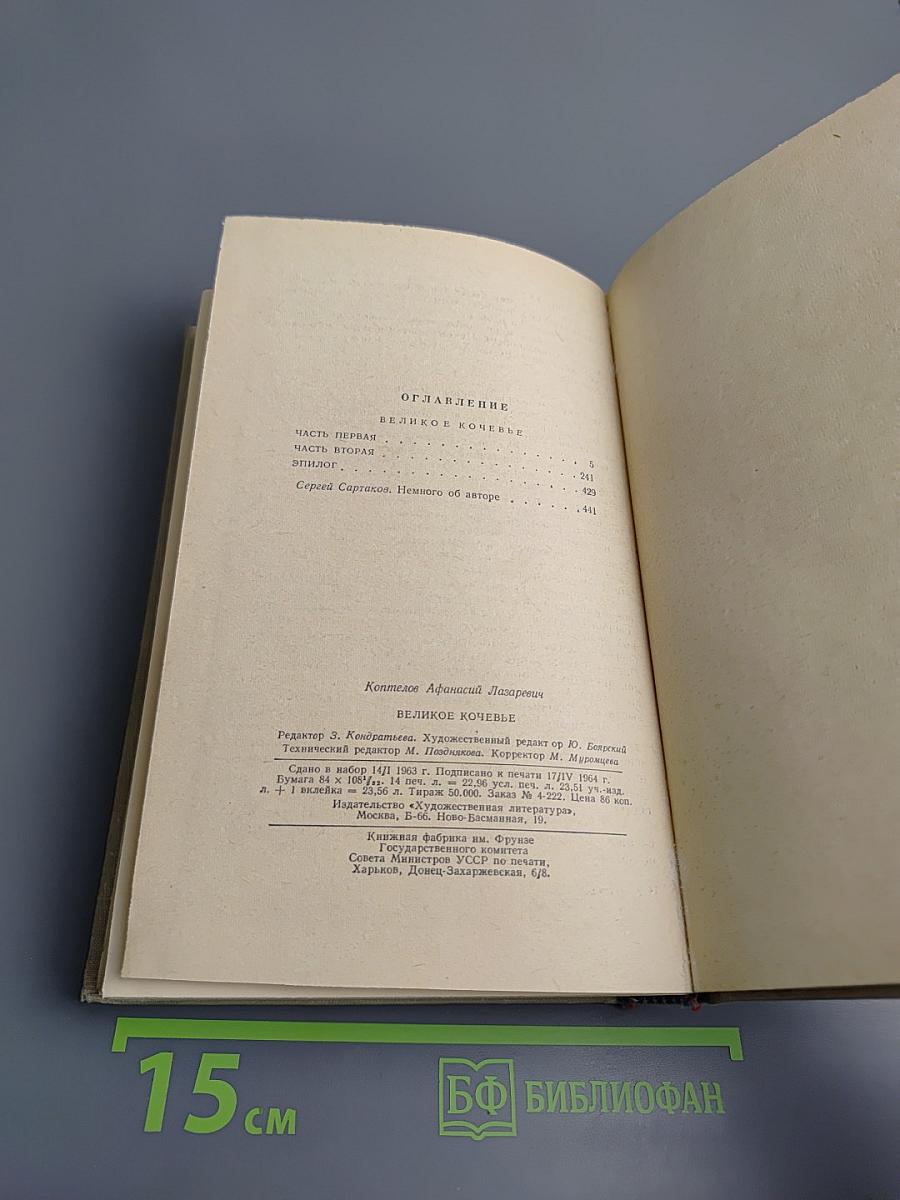 ОГЛАВЛЕНИЕ
ВЕЛИКОЕ КОЧЕВЬЕ
ЧАСТЬ ПЕРВАЯ . . . . . . . . . . . . . . 5
ЧАСТЬ ВТОРАЯ . . . . . . . . . . . . . . 241
ЭПИЛОГ . . . . . . . . . . . . . . . . 429
Сергей Сартаков. Немного об авторе . . . . . 441
Коптелов Афанасий Лазаревич
ВЕЛИКОЕ КОЧЕВЬЕ
Редактор З. Кондратьева. Художественный редактор Ю. Боярский
Технический редактор М. Позднякова. Корректор М. Муромцева
Сдано в набор 14/I 1963 г. Подписано к печати 17/IV 1964 г.
Бумага 84 × 108¹/₃₂. 14 печ. л. = 22,96 усл. печ. л. 23,51 уч.-изд.
л. + 1 вклейка = 23,56 л. Тираж 50.000. Заказ № 4-222. Цена 86 коп.
Издательство «Художественная литература»,
Москва, Б-66. Ново-Басманная, 19.
Книжная фабрика им. Фрунзе
Государственного комитета
Совета Министров УССР по печати,
Харьков, Донец-Захаржевская, 6/8.
15 см
БФ БИБЛИОФАН